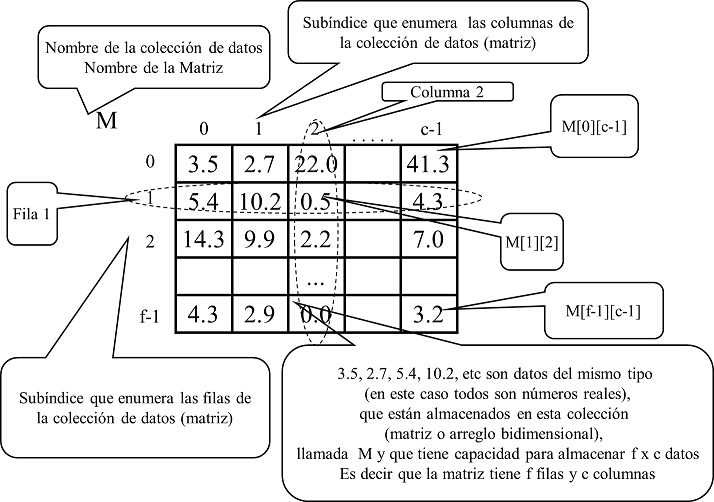 Nombre de la colección de datos
Nombre de la Matriz
Subíndice que enumera las columnas de
la colección de datos (matriz)
Columna 2
M
0 1 2 ..... c-1
M[0][c-1]
0 3.5 2.7 22.0 41.3
Fila 1
1 5.4 10.2 0.5 4.3
M[1][2]
2 14.3 9.9 2.2 7.0
...
f-1 4.3 2.9 0.0 3.2
M[f-1][c-1]
Subíndice que enumera las filas de
la colección de datos (matriz)
3.5, 2.7, 5.4, 10.2, etc son datos del mismo tipo
(en este caso todos son números reales),
que están almacenados en esta colección
(matriz o arreglo bidimensional),
llamada M y que tiene capacidad para almacenar f x c datos
Es decir que la matriz tiene f filas y c columnas